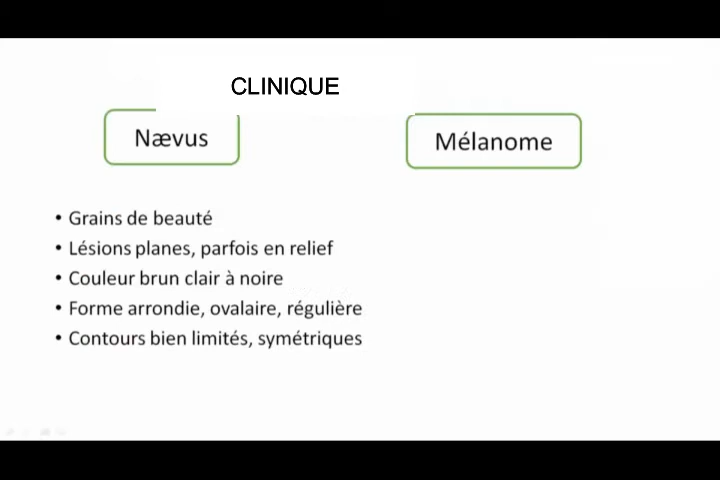 CLINIQUE
Nævus
Mélanome
• Grains de beauté
• Lésions planes, parfois en relief
• Couleur brun clair à noire
• Forme arrondie, ovalaire, régulière
• Contours bien limités, symétriques